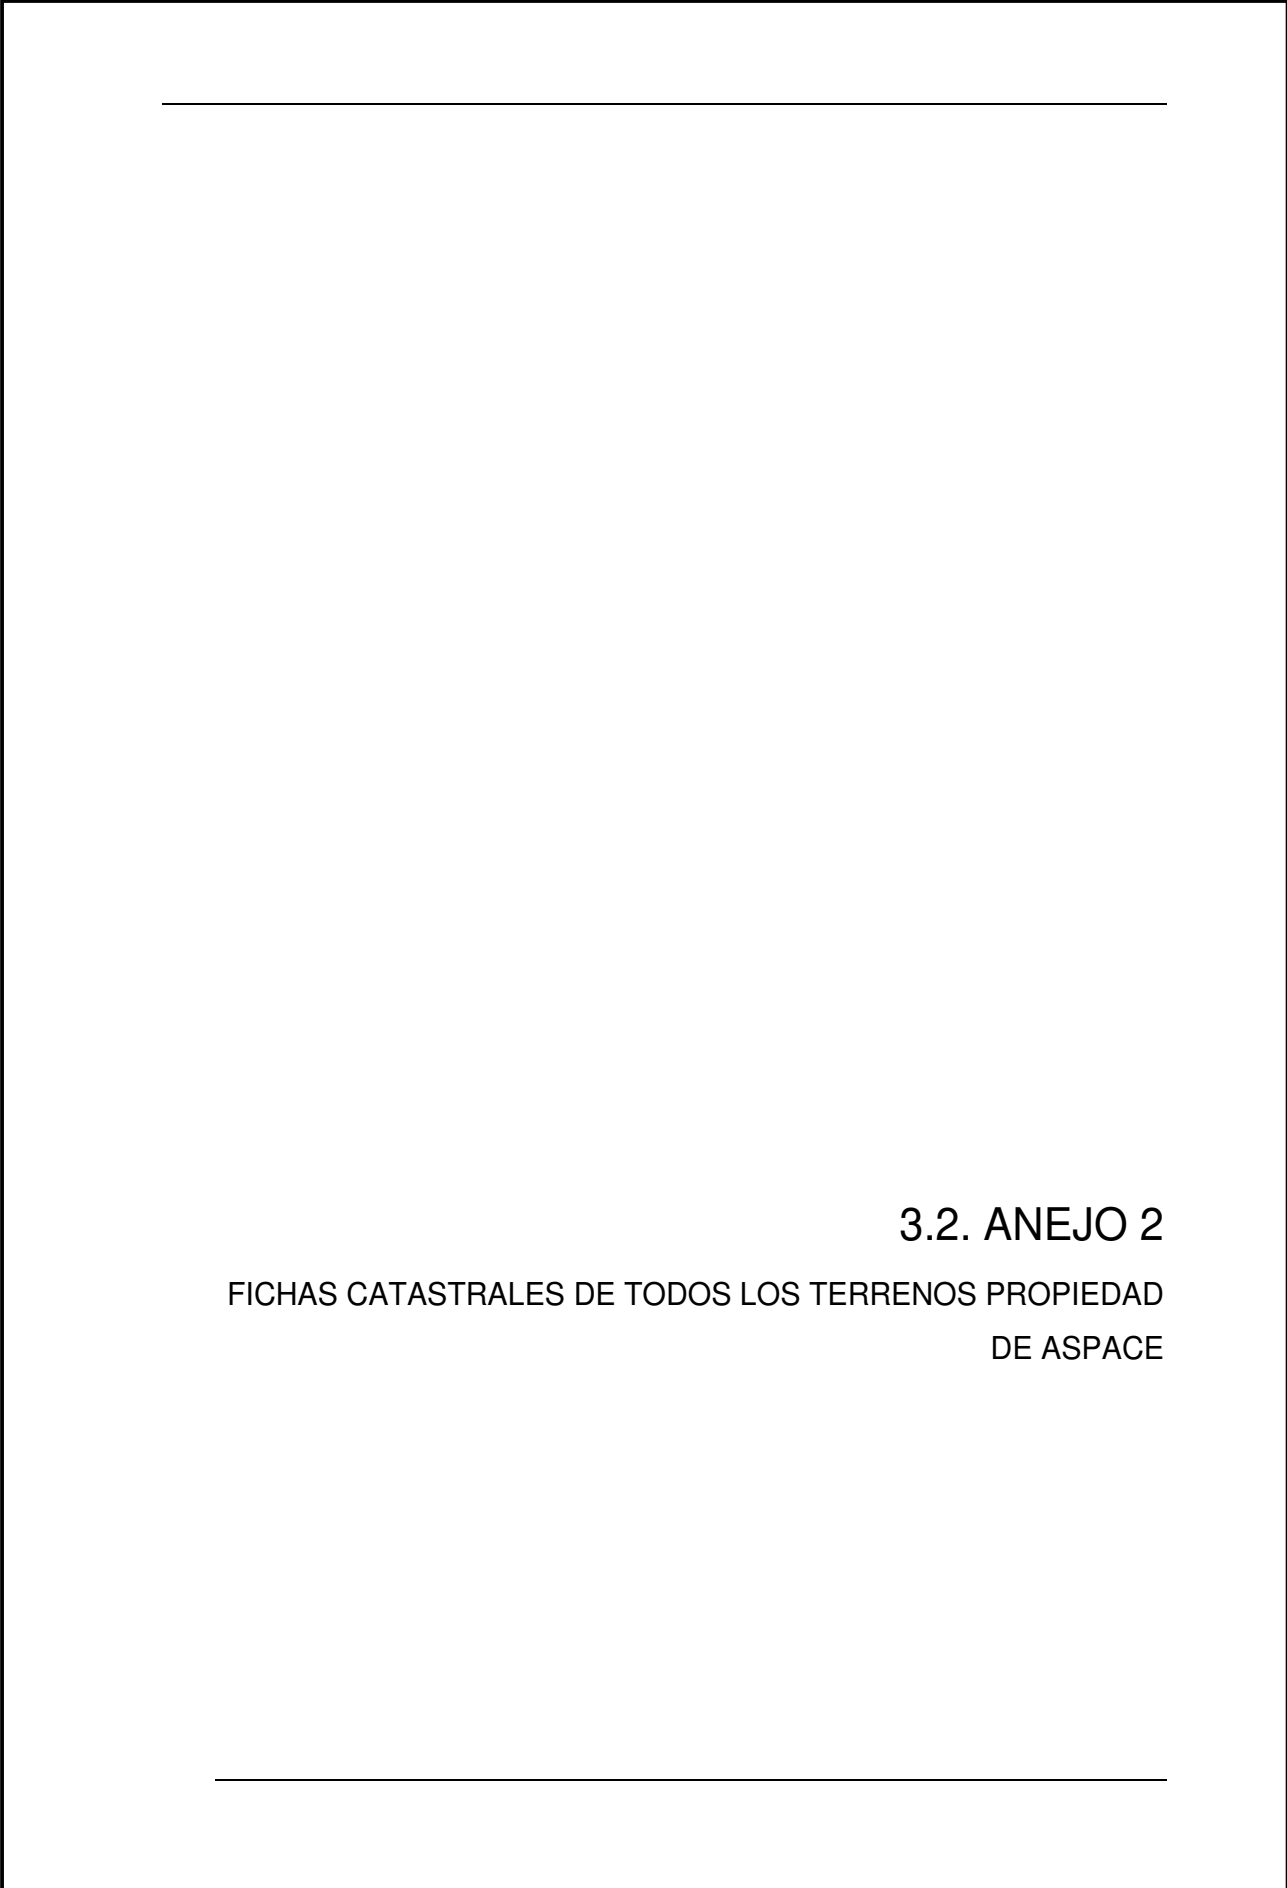 3.2. ANEJO 2
FICHAS CATASTRALES DE TODOS LOS TERRENOS PROPIEDAD
DE ASPACE